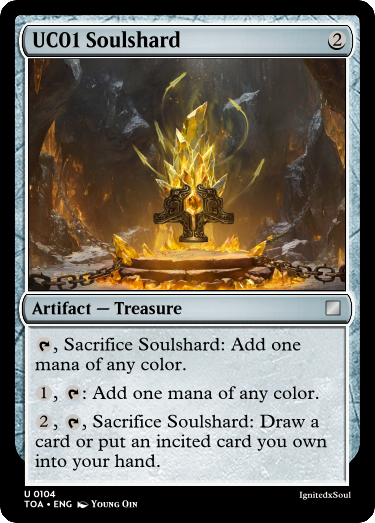 UC01 Soulshard
2
Artifact — Treasure
, Sacrifice Soulshard: Add one
mana of any color.
1, : Add one mana of any color.
2, , Sacrifice Soulshard: Draw a
card or put an incited card you own
into your hand.
U 0104
TOA • ENG Young Oin
IgnitedxSoul